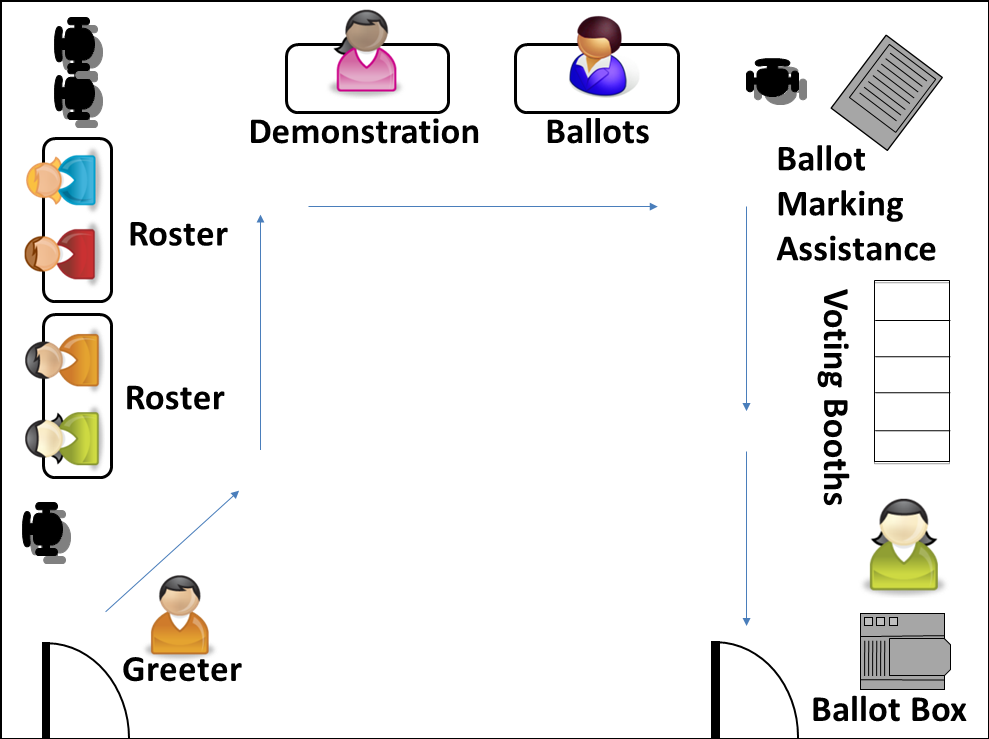 Demonstration
Ballots
Ballot
Marking
Assistance
Roster
Voting Booths
Roster
Greeter
Ballot Box